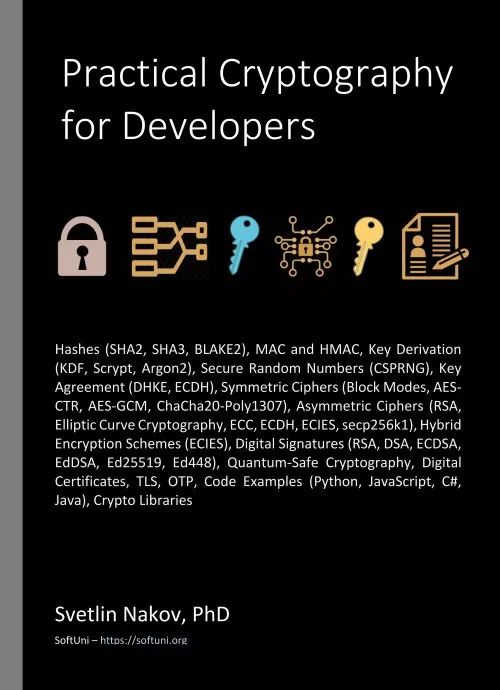 Practical Cryptography
for Developers
Hashes (SHA2, SHA3, BLAKE2), MAC and HMAC, Key Derivation
(KDF, Scrypt, Argon2), Secure Random Numbers (CSPRNG), Key
Agreement (DHKE, ECDH), Symmetric Ciphers (Block Modes, AES-
CTR, AES-GCM, ChaCha20-Poly1307), Asymmetric Ciphers (RSA,
Elliptic Curve Cryptography, ECC, ECDH, ECIES, secp256k1), Hybrid
Encryption Schemes (ECIES), Digital Signatures (RSA, DSA, ECDSA,
EdDSA, Ed25519, Ed448), Quantum-Safe Cryptography, Digital
Certificates, TLS, OTP, Code Examples (Python, JavaScript, C#,
Java), Crypto Libraries
Svetlin Nakov, PhD
SoftUni – https://softuni.org